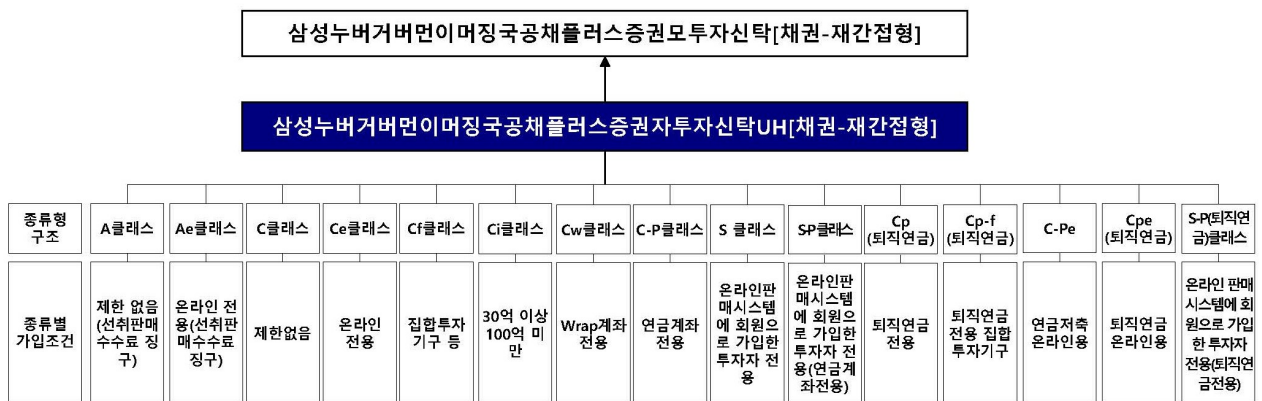 삼성누버거버먼이머징국공채플러스증권모투자신탁[채권-재간접형]
삼성누버거버먼이머징국공채플러스증권자투자신탁UH[채권-재간접형]
종류형
구조
A클래스
Ae클래스
C클래스
Ce클래스
Cf클래스
Ci클래스
Cw클래스
C-P클래스
S 클래스
S-P클래스
Cp
(퇴직연금)
Cp-f
(퇴직연금)
C-Pe
Cpe
(퇴직연금)
S-P(퇴직연
금)클래스
종류별
가입조건
제한 없음
(선취판매
수수료 징
구)
온라인 전
용(선취판
매수수료
징구)
제한없음
온라인
전용
집합투자
기구 등
30억 이상
100억 미
만
Wrap계좌
전용
연금계좌
전용
온라인판
매시스템
에 회원으
로 가입한
투자자 전
용
온라인판
매시스템
에 회원으
로 가입한
투자자 전
용(연금계
좌전용)
퇴직연금
전용
퇴직연금
전용 집합
투자기구
연금저축
온라인용
퇴직연금
온라인용
온라인 판매
시스템에 회
원으로 가입
한 투자자
전용(퇴직연
금전용)